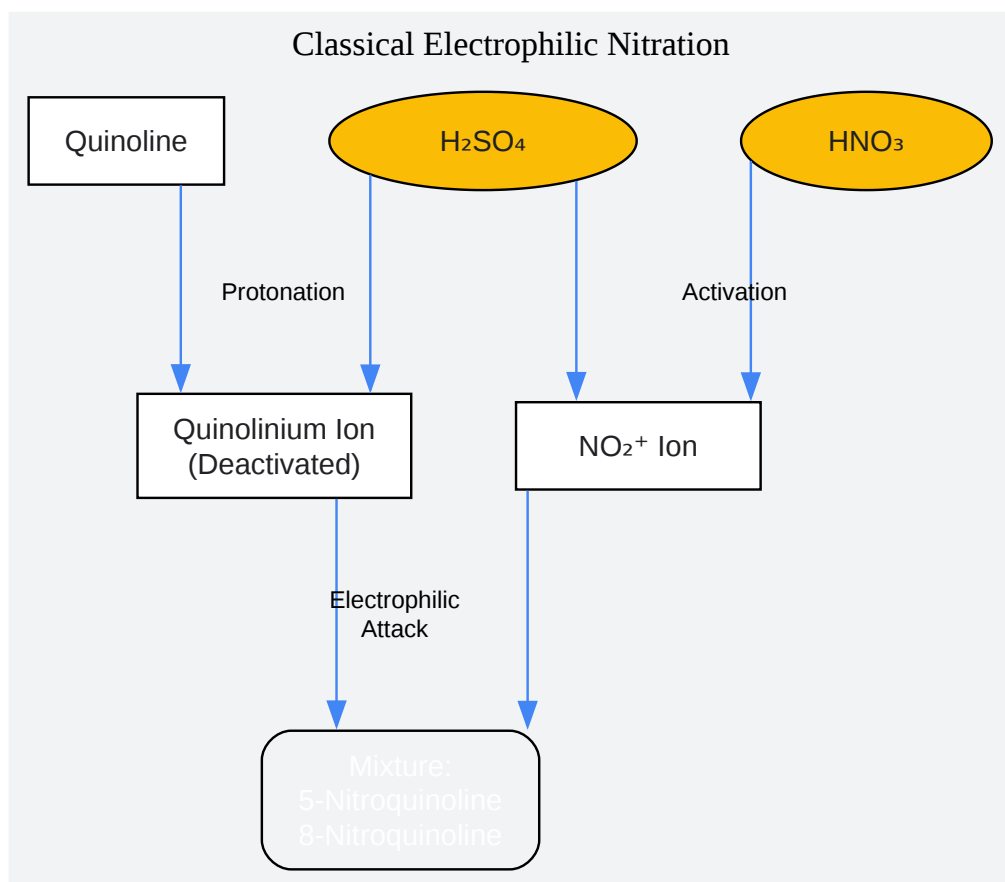 Classical Electrophilic Nitration
Quinoline
H₂SO₄
HNO₃
Protonation
Activation
Quinolinium Ion
(Deactivated)
NO₂⁺ Ion
Electrophilic
Attack
Mixture:
5-Nitroquinoline
8-Nitroquinoline